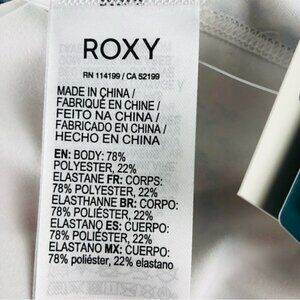 ROXY
RN 114199 / CA 52199
MADE IN CHINA /
FABRIQUÉ EN CHINE /
FEITO NA CHINA /
FABRICADO EN CHINA /
HECHO EN CHINA
EN: BODY: 78%
POLYESTER, 22%
ELASTANE FR: CORPS:
78% POLYESTER, 22%
ELASTHANNE BR: CORPO:
78% POLIÉSTER, 22%
ELASTANO ES: CUERPO:
78% POLIÉSTER, 22%
ELASTANO MX: CUERPO:
78% poliéster, 22% elastano